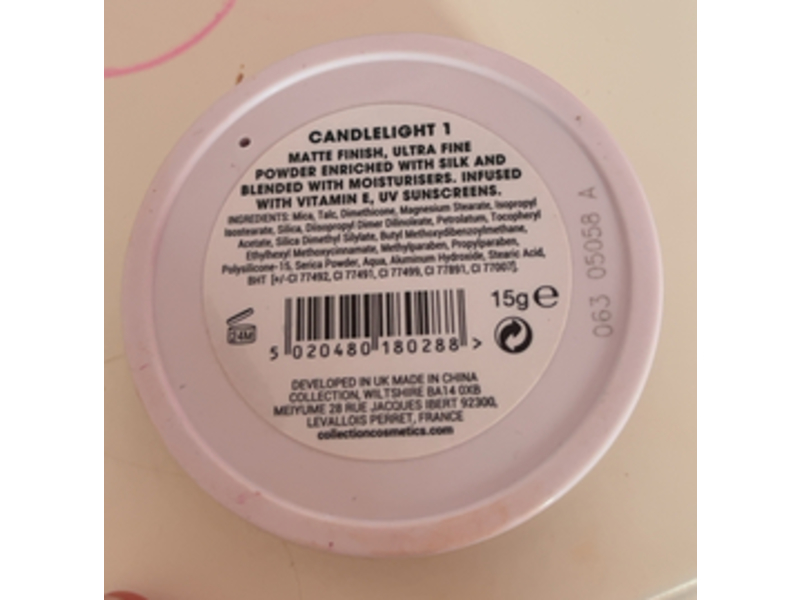 CANDLELIGHT 1
MATTE FINISH, ULTRA FINE
POWDER ENRICHED WITH SILK AND
BLENDED WITH MOISTURISERS. INFUSED
WITH VITAMIN E, UV SUNSCREENS.
INGREDIENTS: Mica, Talc, Dimethicone, Magnesium Stearate, Isopropyl
Isostearate, Silica, Diisopropyl Dimer Dilinoleate, Petrolatum, Tocopheryl
Acetate, Silica Dimethyl Silylate, Butyl Methoxydibenzoylmethane,
Ethylhexyl Methoxycinnamate, Methylparaben, Propylparaben,
Polysilicone-15, Serica Powder, Aqua, Aluminum Hydroxide, Stearic Acid,
BHT [+/-CI 77492, CI 77491, CI 77499, CI 77891, CI 77007].
15g e
24M
5 020480 180288 >
DEVELOPED IN UK MADE IN CHINA
COLLECTION, WILTSHIRE BA14 0XB
MEIYUME 28 RUE JACQUES IBERT 92300,
LEVALLOIS PERRET, FRANCE
collectioncosmetics.com
063 05058 A